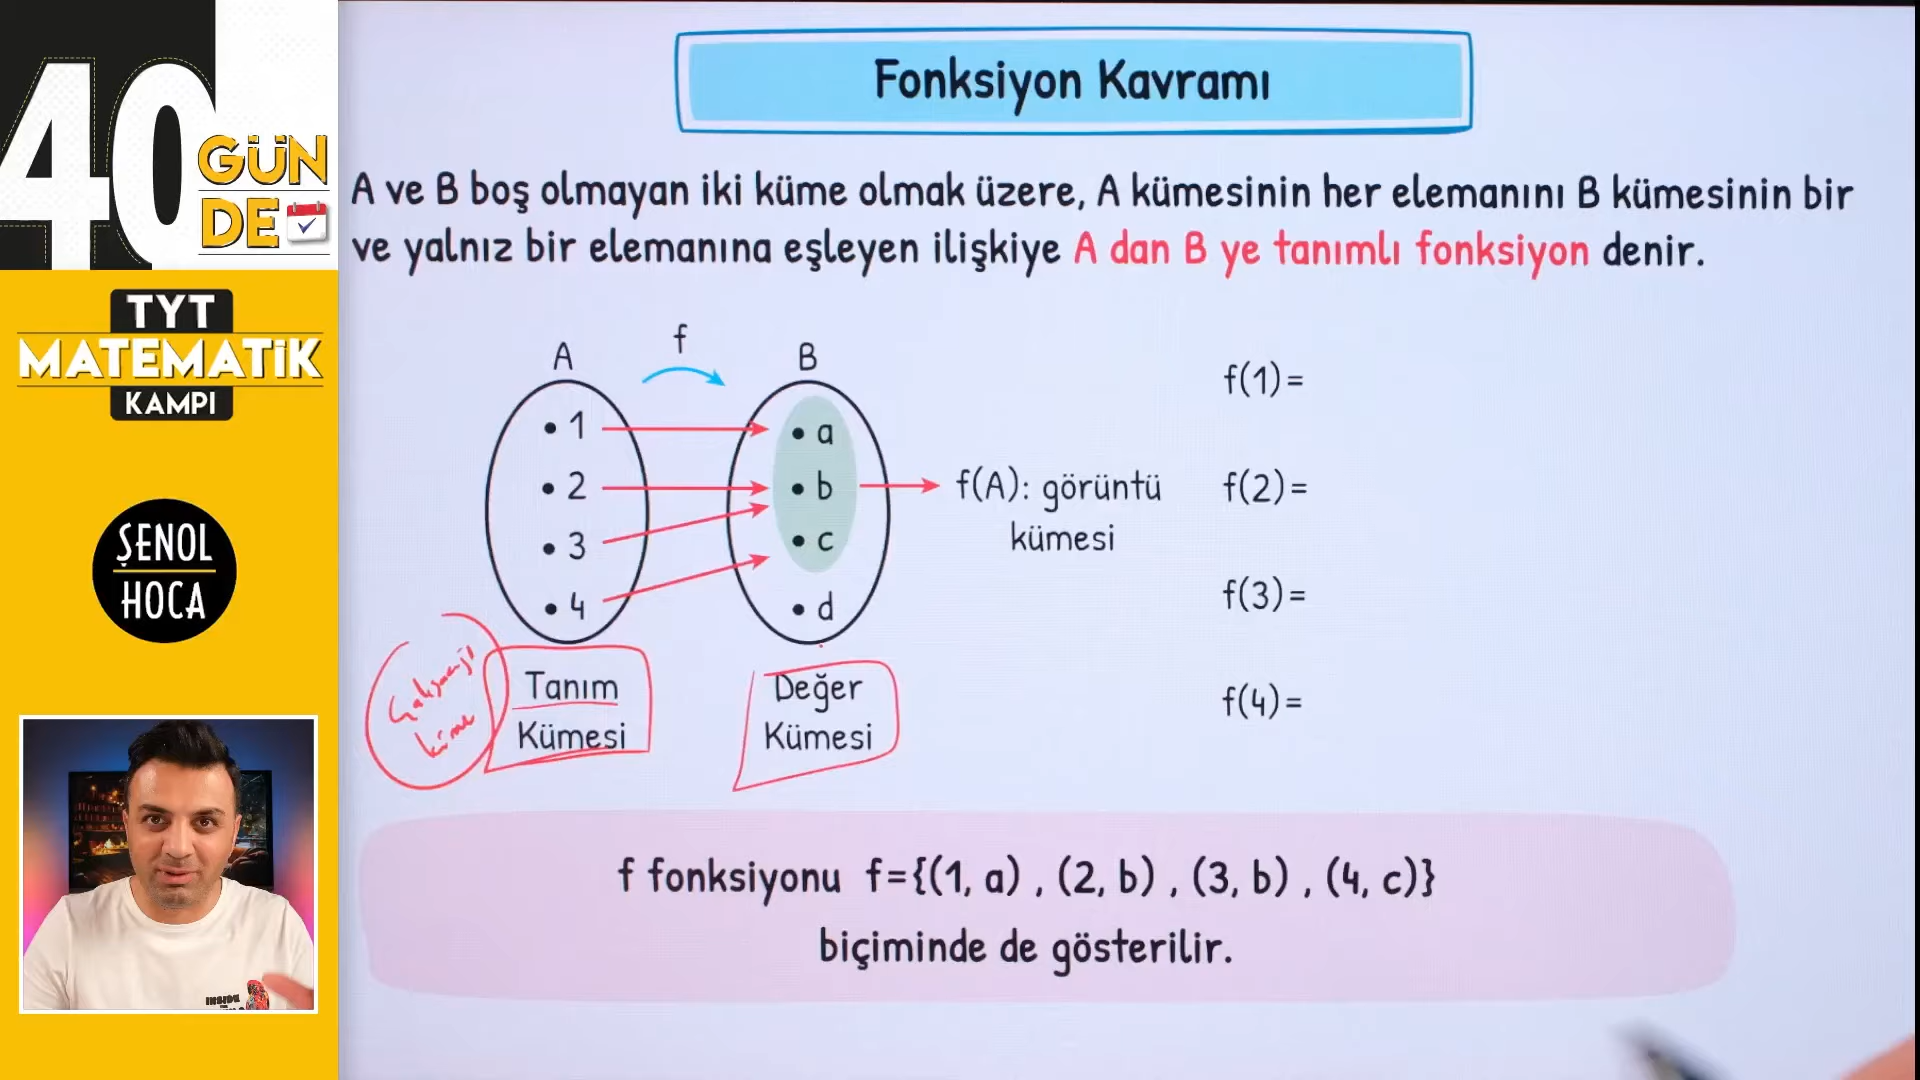 40
GÜN
DE
TYT
MATEMATİK
KAMPI
ŞENOL
HOCA
INSIDE
Fonksiyon Kavramı
A ve B boş olmayan iki küme olmak üzere, A kümesinin her elemanını B kümesinin bir
ve yalnız bir elemanına eşleyen ilişkiye A dan B ye tanımlı fonksiyon denir.
f
A
B
1
2
3
4
a
b
c
d
f(A): görüntü
kümesi
f(1)=
f(2)=
f(3)=
f(4)=
küme
Tanım
Kümesi
Değer
Kümesi
f fonksiyonu f={(1, a) , (2, b) , (3, b) , (4, c)}
biçiminde de gösterilir.